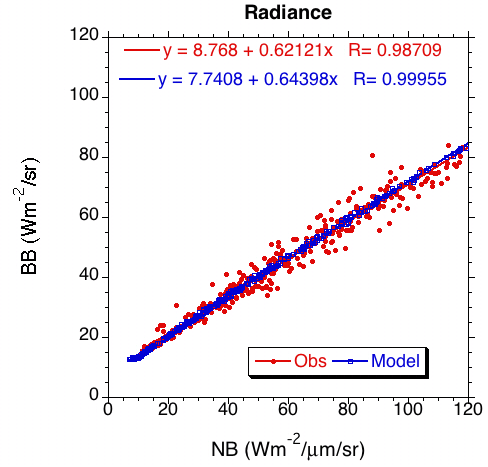 Radiance
y = 8.768 + 0.62121x R= 0.98709
y = 7.7408 + 0.64398x R= 0.99955
120
100
80
60
40
20
0
BB (Wm⁻²/sr)
Obs Model
0 20 40 60 80 100 120
NB (Wm⁻²/μm/sr)